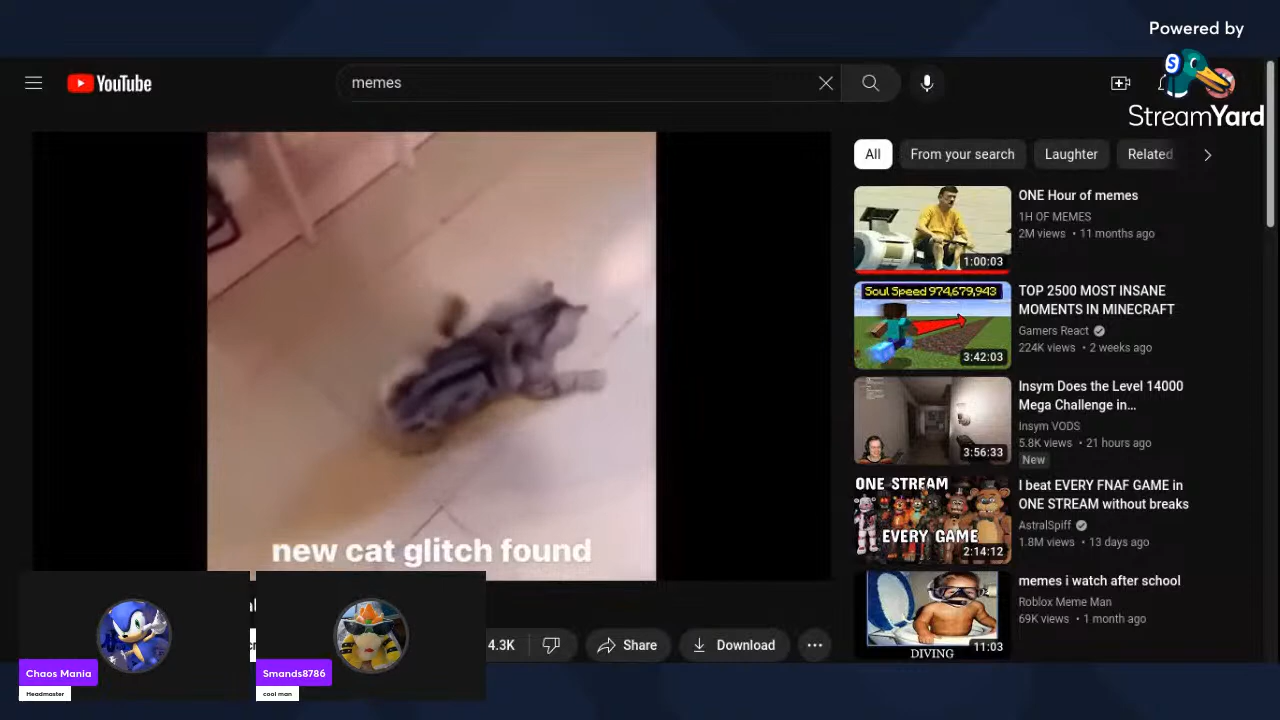 Powered by
StreamYard
YouTube
memes
All
From your search
Laughter
Related
ONE Hour of memes
1H OF MEMES
2M views • 11 months ago
1:00:03
Soul Speed 974,679,943
TOP 2500 MOST INSANE
MOMENTS IN MINECRAFT
Gamers React
224K views • 2 weeks ago
3:42:03
Insym Does the Level 14000
Mega Challenge in...
Insym VODS
5.8K views • 21 hours ago
New
3:56:33
ONE STREAM
EVERY GAME
2:14:12
I beat EVERY FNAF GAME in
ONE STREAM without breaks
AstralSpiff
1.8M views • 13 days ago
memes i watch after school
Roblox Meme Man
69K views • 1 month ago
DIVING
11:03
new cat glitch found
4.3K
Share
Download
Chaos Mania
Headmaster
Smands8786
cool man